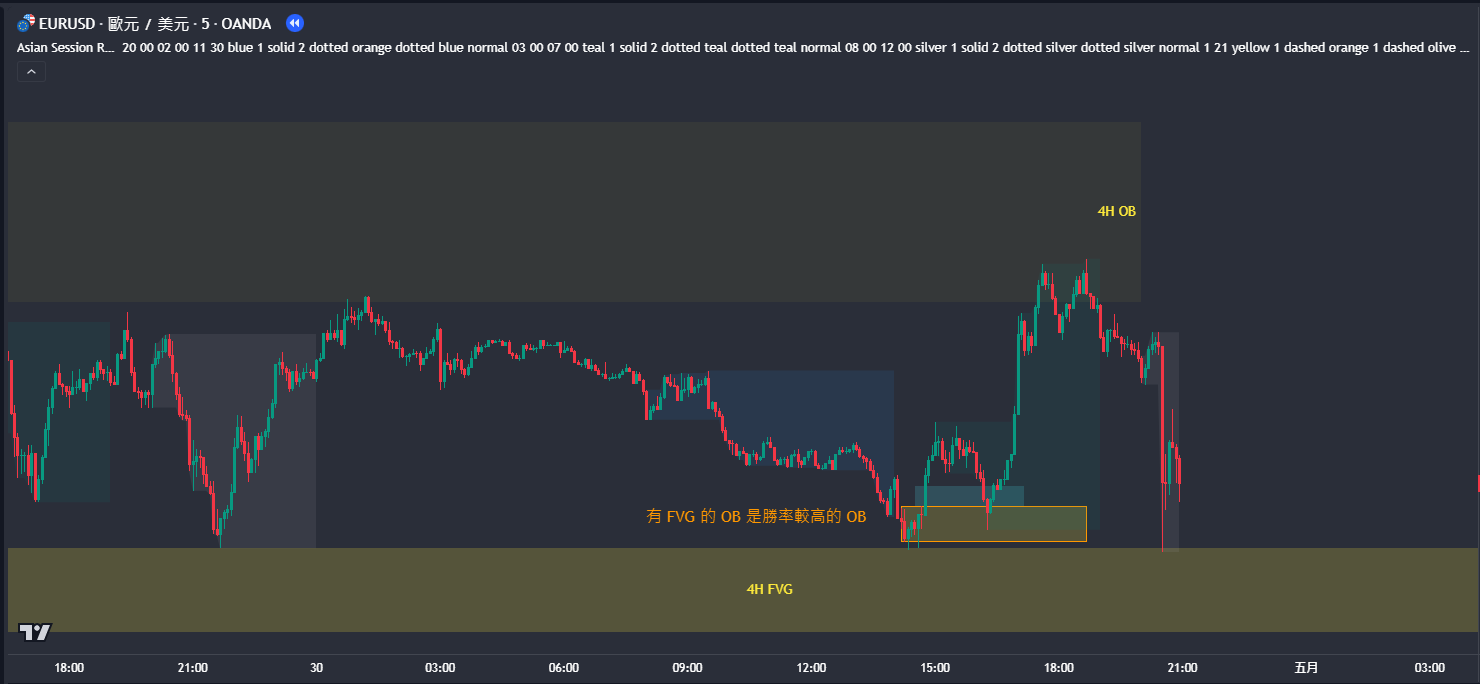 EURUSD · 歐元 / 美元 · 5 · OANDA
Asian Session R... 20 00 02 00 11 30 blue 1 solid 2 dotted orange dotted blue normal 03 00 07 00 teal 1 solid 2 dotted teal dotted teal normal 08 00 12 00 silver 1 solid 2 dotted silver dotted silver normal 1 21 yellow 1 dashed orange 1 dashed olive ...
4H OB
有 FVG 的 OB 是勝率較高的 OB
4H FVG
18:00 21:00 30 03:00 06:00 09:00 12:00 15:00 18:00 21:00 五月 03:00